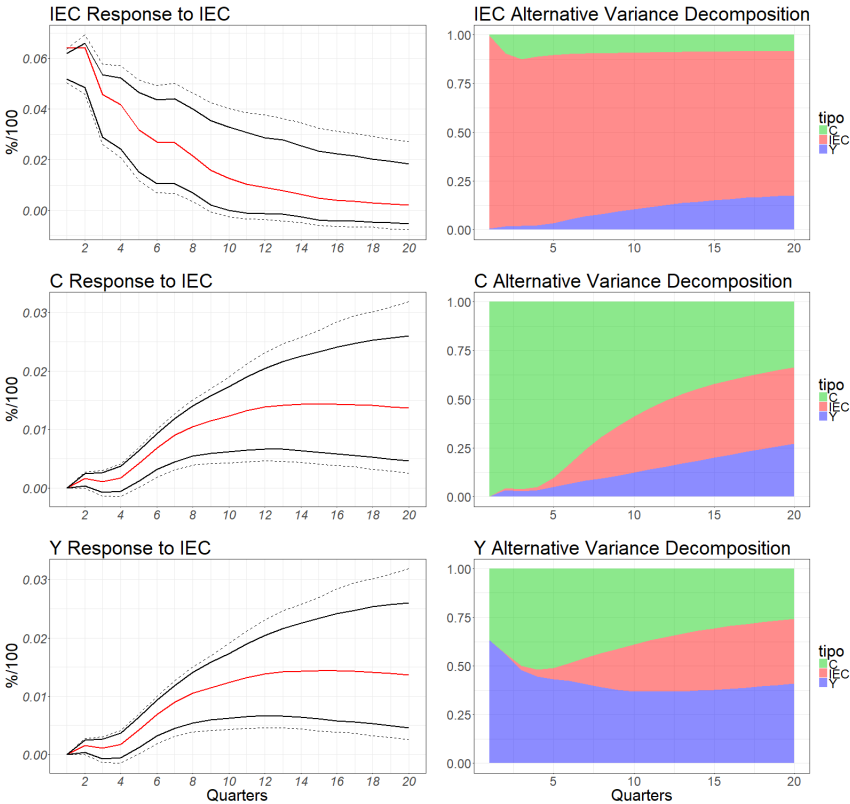 IEC Response to IEC
%/100
0.06
0.04
0.02
0.00
2 4 6 8 10 12 14 16 18 20
IEC Alternative Variance Decomposition
1.00
0.75
0.50
0.25
0.00
5 10 15 20
tipo
C
IEC
Y
C Response to IEC
%/100
0.03
0.02
0.01
0.00
2 4 6 8 10 12 14 16 18 20
C Alternative Variance Decomposition
1.00
0.75
0.50
0.25
0.00
5 10 15 20
tipo
C
IEC
Y
Y Response to IEC
%/100
0.03
0.02
0.01
0.00
2 4 6 8 10 12 14 16 18 20
Quarters
Y Alternative Variance Decomposition
1.00
0.75
0.50
0.25
0.00
5 10 15 20
Quarters
tipo
C
IEC
Y